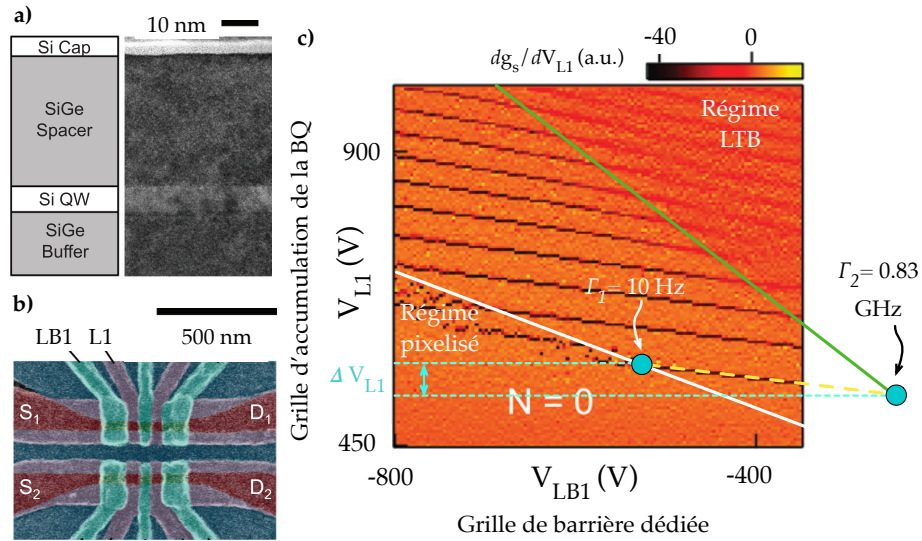 a)
10 nm
Si Cap
SiGe
Spacer
Si QW
SiGe
Buffer
b)
500 nm
LB1 L1
S1
D1
S2
D2
c)
dgs/dVL1 (a.u.)
-40
0
Régime
LTB
Grille d'accumulation de la BQ
VL1 (V)
900
450
Γ1= 10 Hz
Γ2= 0.83
GHz
Régime
pixelisé
Δ VL1
N = 0
-800
-400
VLB1 (V)
Grille de barrière dédiée